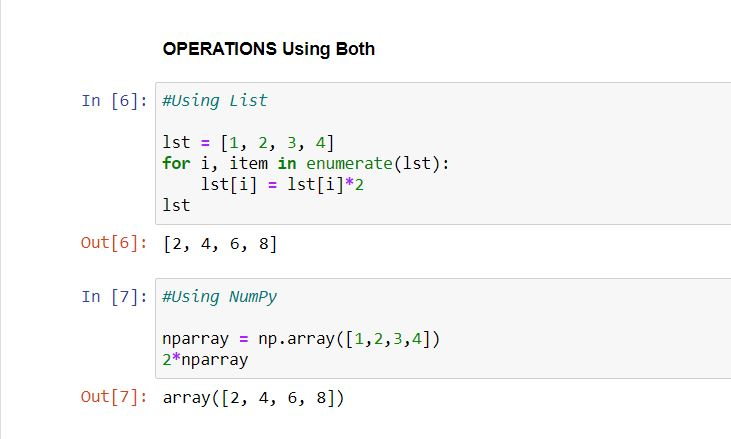 OPERATIONS Using Both
In [6]: #Using List
lst = [1, 2, 3, 4]
for i, item in enumerate(lst):
    lst[i] = lst[i]*2
lst
Out[6]: [2, 4, 6, 8]
In [7]: #Using NumPy
nparray = np.array([1,2,3,4])
2*nparray
Out[7]: array([2, 4, 6, 8])